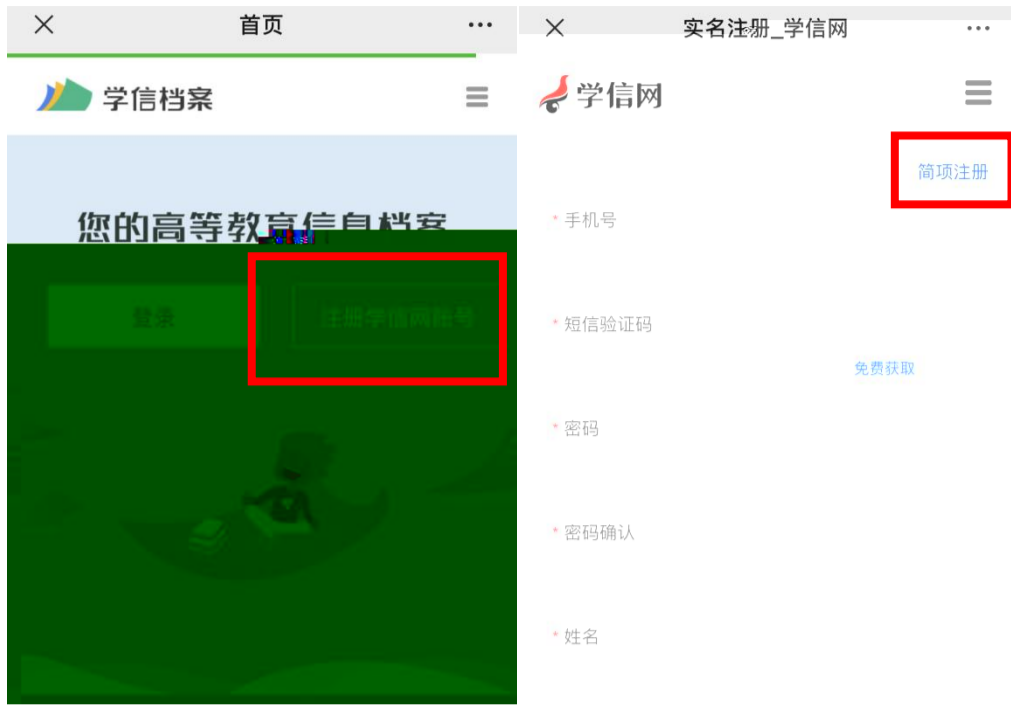 首页
学信档案
您的高等教育信息档案
登录
注册学信网账号
实名注册_学信网
学信网
简项注册
* 手机号
* 短信验证码
免费获取
* 密码
* 密码确认
* 姓名